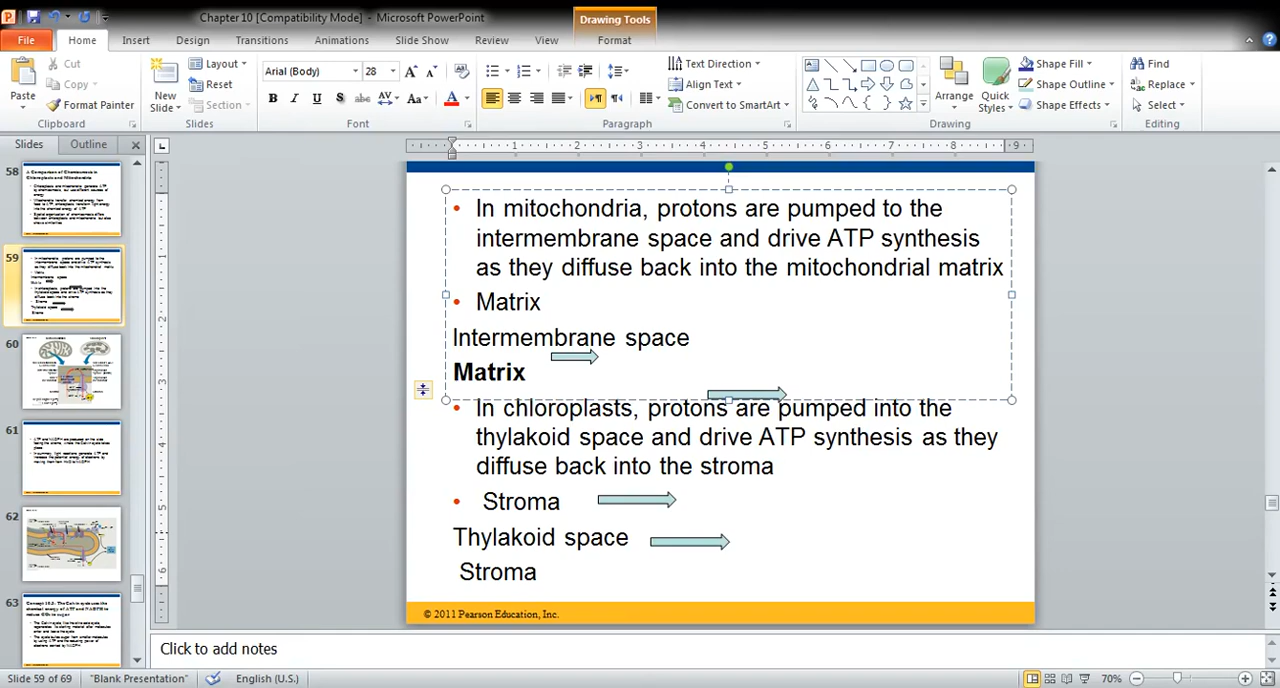 Chapter 10 [Compatibility Mode] - Microsoft PowerPoint
Drawing Tools
File Home Insert Design Transitions Animations Slide Show Review View Format
Paste
Cut
Copy
Format Painter
Clipboard
New Slide
Layout
Reset
Section
Slides
Arial (Body) 28
Font
Text Direction
Align Text
Convert to SmartArt
Paragraph
Arrange
Quick Styles
Shape Fill
Shape Outline
Shape Effects
Drawing
Find
Replace
Select
Editing
Slides Outline
58
59
60
61
62
63
• In mitochondria, protons are pumped to the
intermembrane space and drive ATP synthesis
as they diffuse back into the mitochondrial matrix
• Matrix
Intermembrane space
Matrix
• In chloroplasts, protons are pumped into the
thylakoid space and drive ATP synthesis as they
diffuse back into the stroma
• Stroma
Thylakoid space
Stroma
© 2011 Pearson Education, Inc.
Click to add notes
Slide 59 of 69 "Blank Presentation" English (U.S.) 70%